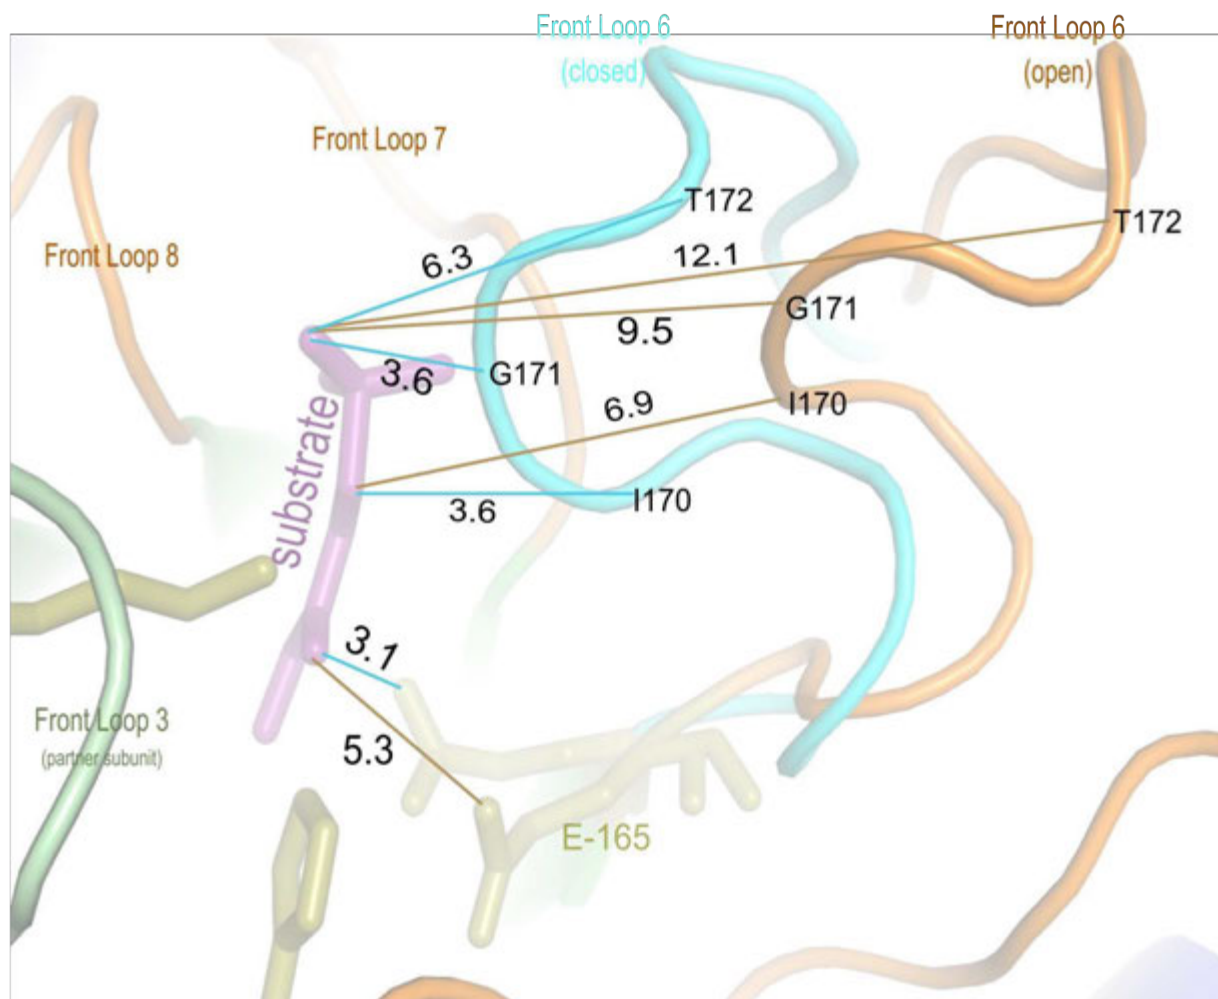 Front Loop 6
(closed)
Front Loop 6
(open)
Front Loop 7
T172
T172
Front Loop 8
6.3
12.1
G171
9.5
3.6
G171
6.9
I170
substrate
3.6
I170
3.1
Front Loop 3
(partner subunit)
5.3
E-165